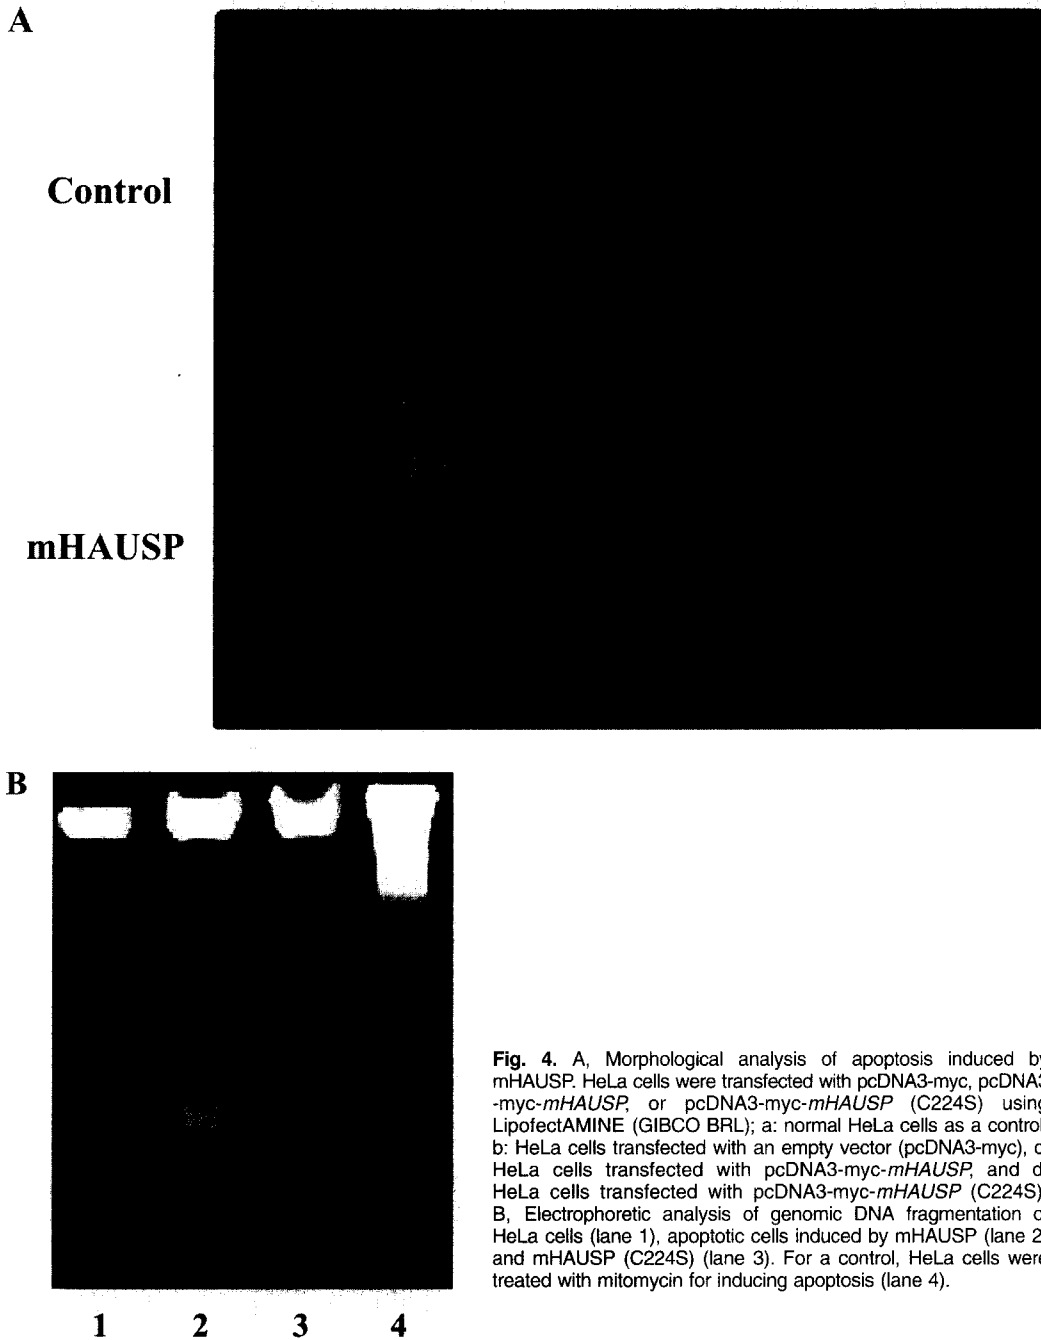 A
Control
mHAUSP
B
1 2 3 4
Fig. 4. A, Morphological analysis of apoptosis induced by
mHAUSP. HeLa cells were transfected with pcDNA3-myc, pcDNA3
-myc-mHAUSP, or pcDNA3-myc-mHAUSP (C224S) using
LipofectAMINE (GIBCO BRL); a: normal HeLa cells as a control
b: HeLa cells transfected with an empty vector (pcDNA3-myc),
HeLa cells transfected with pcDNA3-myc-mHAUSP, and
HeLa cells transfected with pcDNA3-myc-mHAUSP (C224S)
B, Electrophoretic analysis of genomic DNA fragmentation
HeLa cells (lane 1), apoptotic cells induced by mHAUSP (lane 2
and mHAUSP (C224S) (lane 3). For a control, HeLa cells were
treated with mitomycin for inducing apoptosis (lane 4).